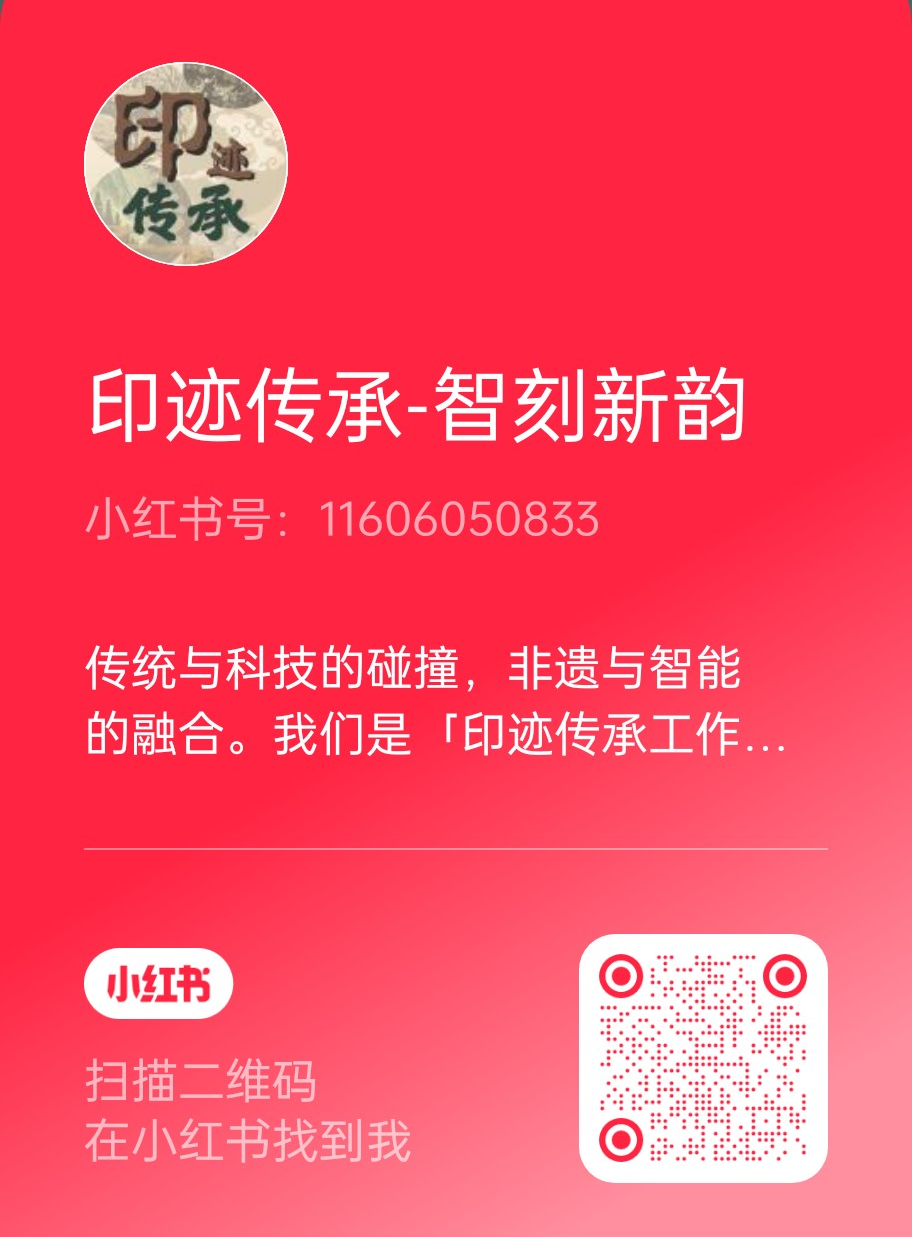 印迹
传承
印迹传承-智刻新韵
小红书号：11606050833
传统与科技的碰撞，非遗与智能
的融合。我们是「印迹传承工作...
小红书
扫描二维码
在小红书找到我